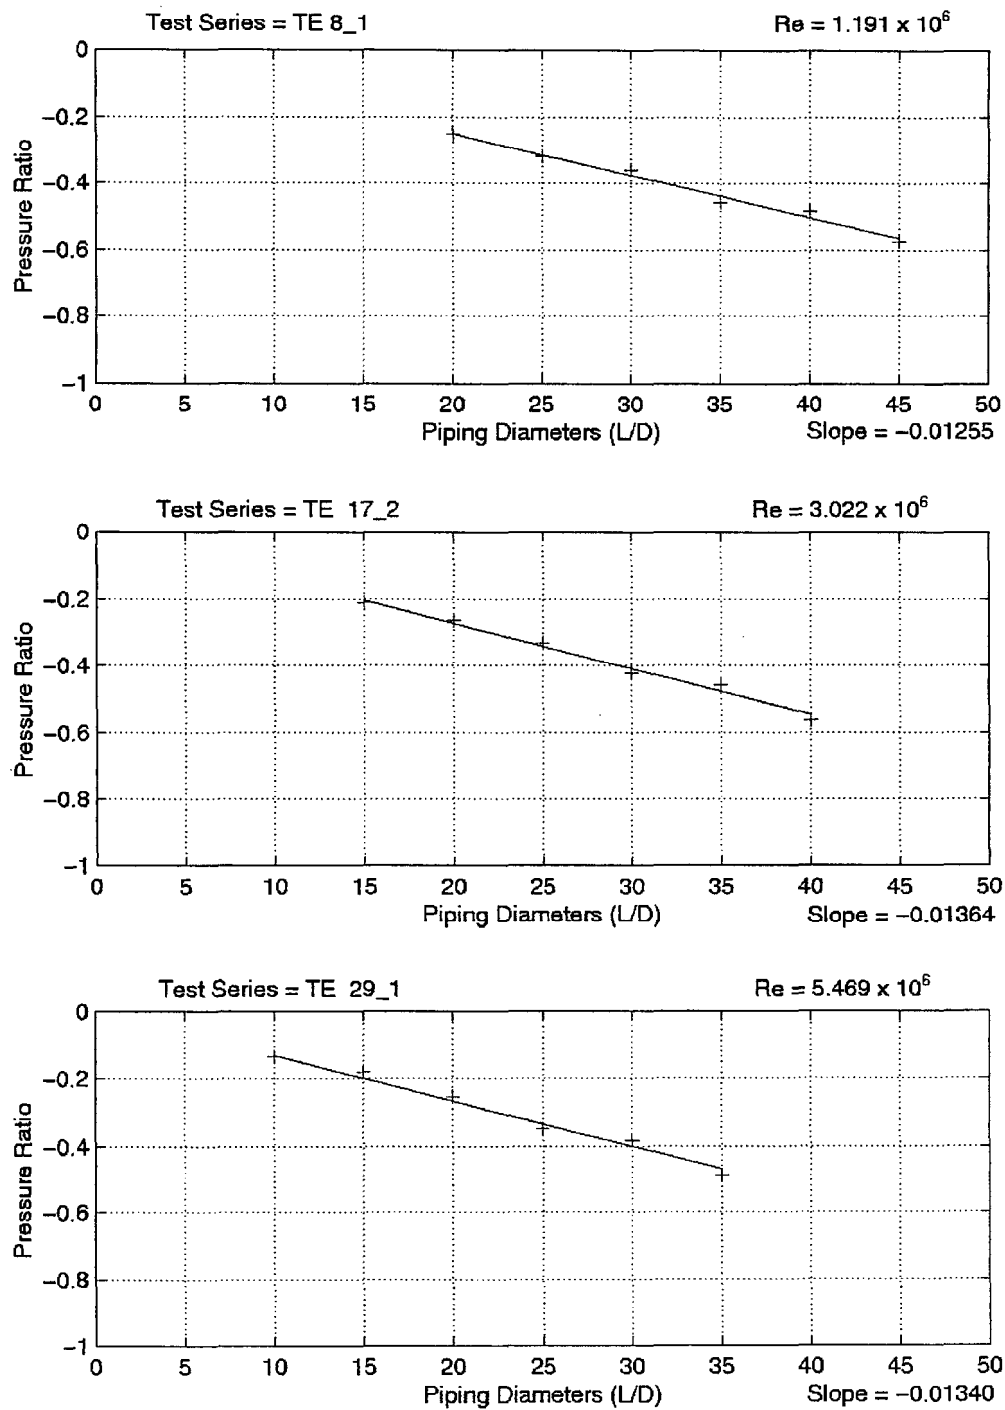 Test Series = TE 8_1
Re = 1.191 x 10^6
0
−0.2
−0.4
−0.6
−0.8
−1
Pressure Ratio
0 5 10 15 20 25 30 35 40 45 50
Piping Diameters (L/D)
Slope = −0.01255
Test Series = TE 17_2
Re = 3.022 x 10^6
0
−0.2
−0.4
−0.6
−0.8
−1
Pressure Ratio
0 5 10 15 20 25 30 35 40 45 50
Piping Diameters (L/D)
Slope = −0.01364
Test Series = TE 29_1
Re = 5.469 x 10^6
0
−0.2
−0.4
−0.6
−0.8
−1
Pressure Ratio
0 5 10 15 20 25 30 35 40 45 50
Piping Diameters (L/D)
Slope = −0.01340